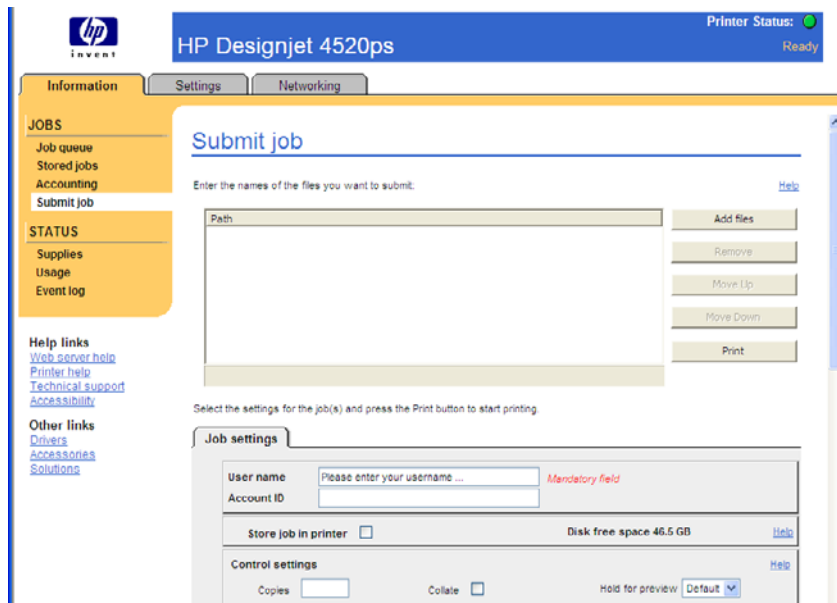 hp
invent
HP Designjet 4520ps
Printer Status:
Ready
Information
Settings
Networking
JOBS
Job queue
Stored jobs
Accounting
Submit job
STATUS
Supplies
Usage
Event log
Help links
Web server help
Printer help
Technical support
Accessibility
Other links
Drivers
Accessories
Solutions
Submit job
Enter the names of the files you want to submit:
Help
Path
Add files
Remove
Move Up
Move Down
Print
Select the settings for the job(s) and press the Print button to start printing.
Job settings
User name
Please enter your username ...
Mandatory field
Account ID
Store job in printer
Disk free space 46.5 GB
Help
Control settings
Help
Copies
Collate
Hold for preview
Default